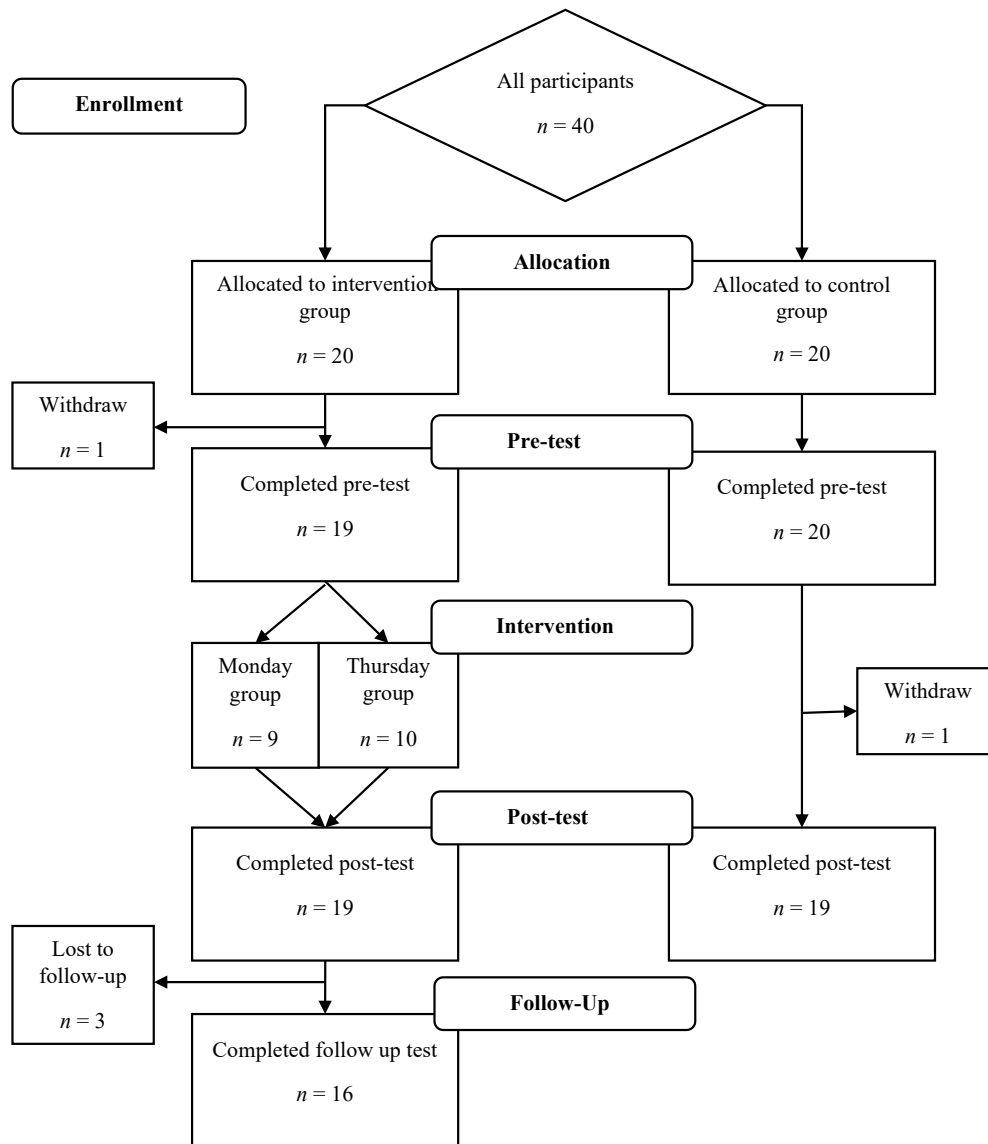 All participants
n = 40
Enrollment
Allocation
Allocated to intervention
group
n = 20
Allocated to control
group
n = 20
Withdraw
n = 1
Pre-test
Completed pre-test
n = 19
Completed pre-test
n = 20
Intervention
Monday
group
n = 9
Thursday
group
n = 10
Withdraw
n = 1
Post-test
Completed post-test
n = 19
Completed post-test
n = 19
Lost to
follow-up
n = 3
Follow-Up
Completed follow up test
n = 16